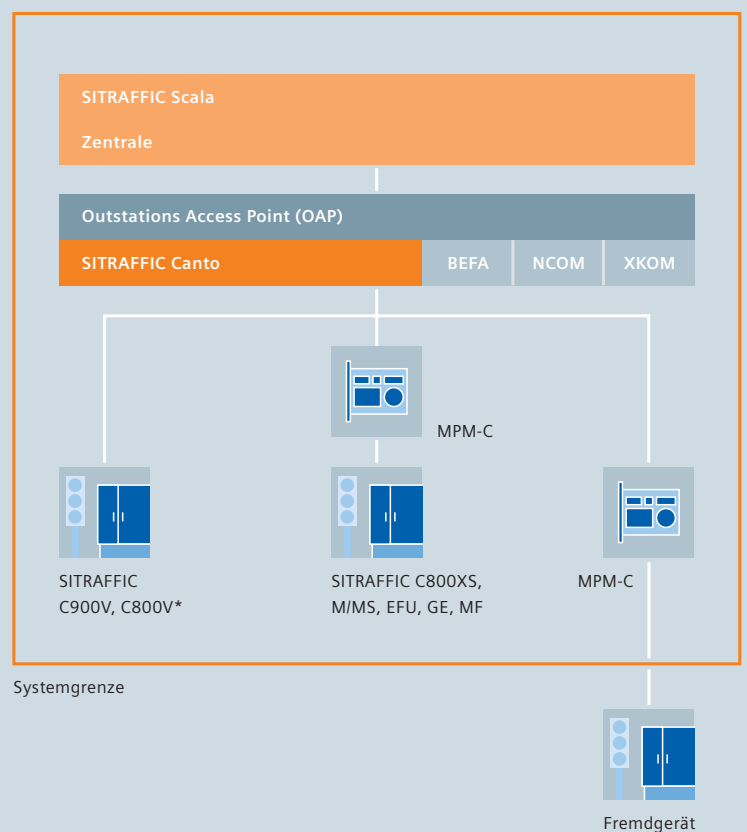 SITRAFFIC Scala
Zentrale
Outstations Access Point (OAP)
SITRAFFIC Canto
BEFA
NCOM
XKOM
MPM-C
SITRAFFIC
C900V, C800V*
SITRAFFIC C800XS,
M/MS, EFU, GE, MF
MPM-C
Systemgrenze
Fremdgerät